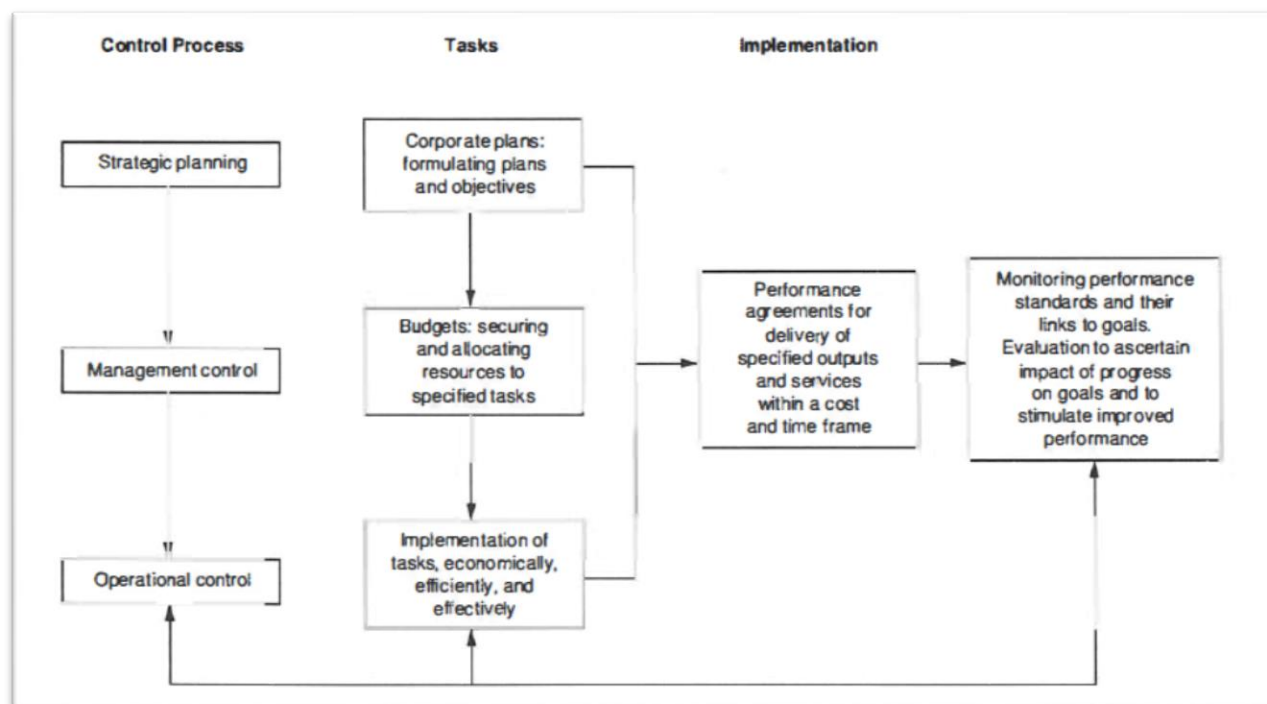 Control Process
Tasks
Implementation
Strategic planning
Management control
Operational control
Corporate plans:
formulating plans
and objectives
Budgets: securing
and allocating
resources to
specified tasks
Implementation of
tasks, economically,
efficiently, and
effectively
Performance
agreements for
delivery of
specified outputs
and services
within a cost
and time frame
Monitoring performance
standards and their
links to goals.
Evaluation to ascertain
impact of progress
on goals and to
stimulate improved
performance